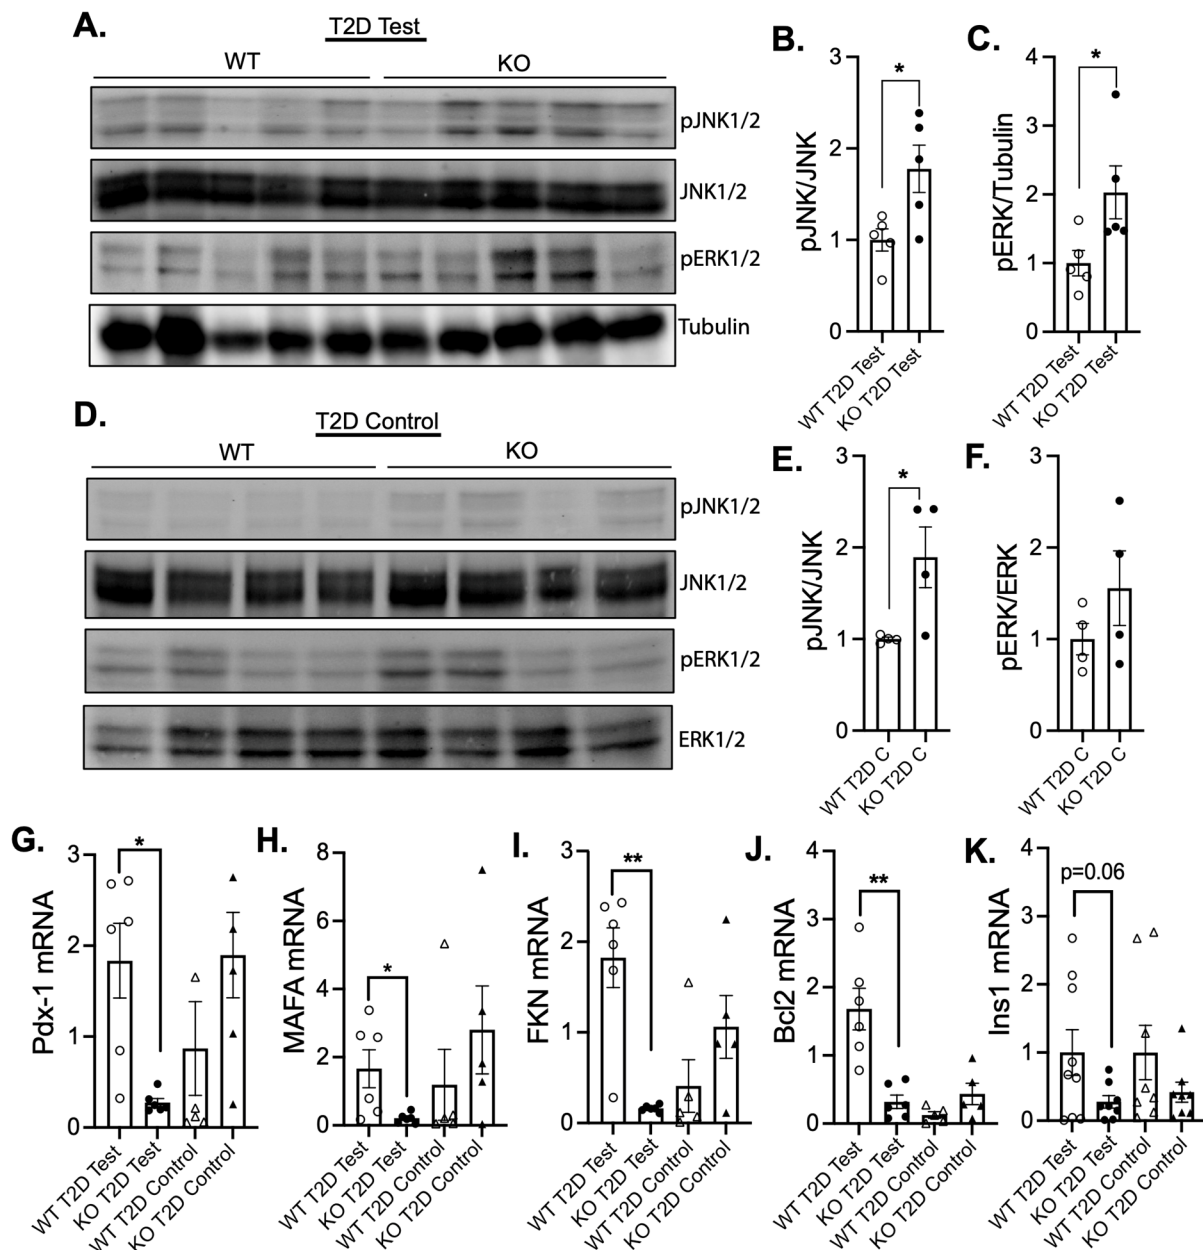 A.
T2D Test
WT
KO
pJNK1/2
JNK1/2
pERK1/2
Tubulin
B.
3
2
1
0
pJNK/JNK
*
WT T2D Test
KO T2D Test
C.
4
3
2
1
0
pERK/Tubulin
*
WT T2D Test
KO T2D Test
D.
T2D Control
WT
KO
pJNK1/2
JNK1/2
pERK1/2
ERK1/2
E.
3
2
1
0
pJNK/JNK
*
WT T2D C
KO T2D C
F.
3
2
1
0
pERK/ERK
WT T2D C
KO T2D C
G.
3
2
1
0
Pdx-1 mRNA
*
WT T2D Test
KO T2D Test
WT T2D Control
KO T2D Control
H.
8
6
4
2
0
MAFA mRNA
*
WT T2D Test
KO T2D Test
WT T2D Control
KO T2D Control
I.
3
2
1
0
FKN mRNA
**
WT T2D Test
KO T2D Test
WT T2D Control
KO T2D Control
J.
4
3
2
1
0
Bcl2 mRNA
**
WT T2D Test
KO T2D Test
WT T2D Control
KO T2D Control
K.
4
3
2
1
0
Ins1 mRNA
p=0.06
WT T2D Test
KO T2D Test
WT T2D Control
KO T2D Control